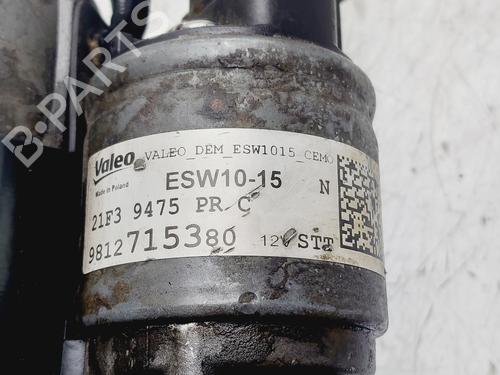 B-PARTS
Valeo
VALEO_DEM_ESW1015_CEMO
Made in Poland
ESW10-15 N
21F3 9475 PR C
9812715380 12V STT